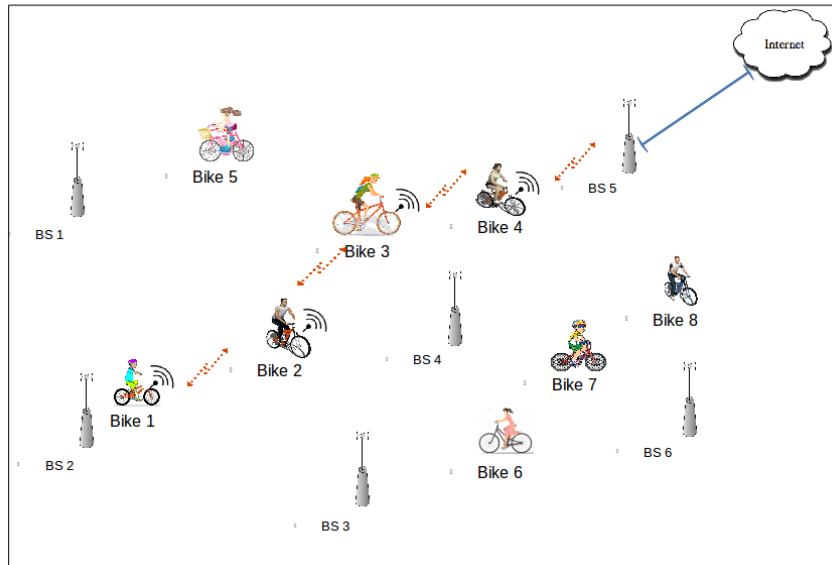 Internet
Bike 5
BS 5
BS 1
Bike 3
Bike 4
Bike 8
BS 4
Bike 2
Bike 7
Bike 1
BS 2
Bike 6
BS 6
BS 3